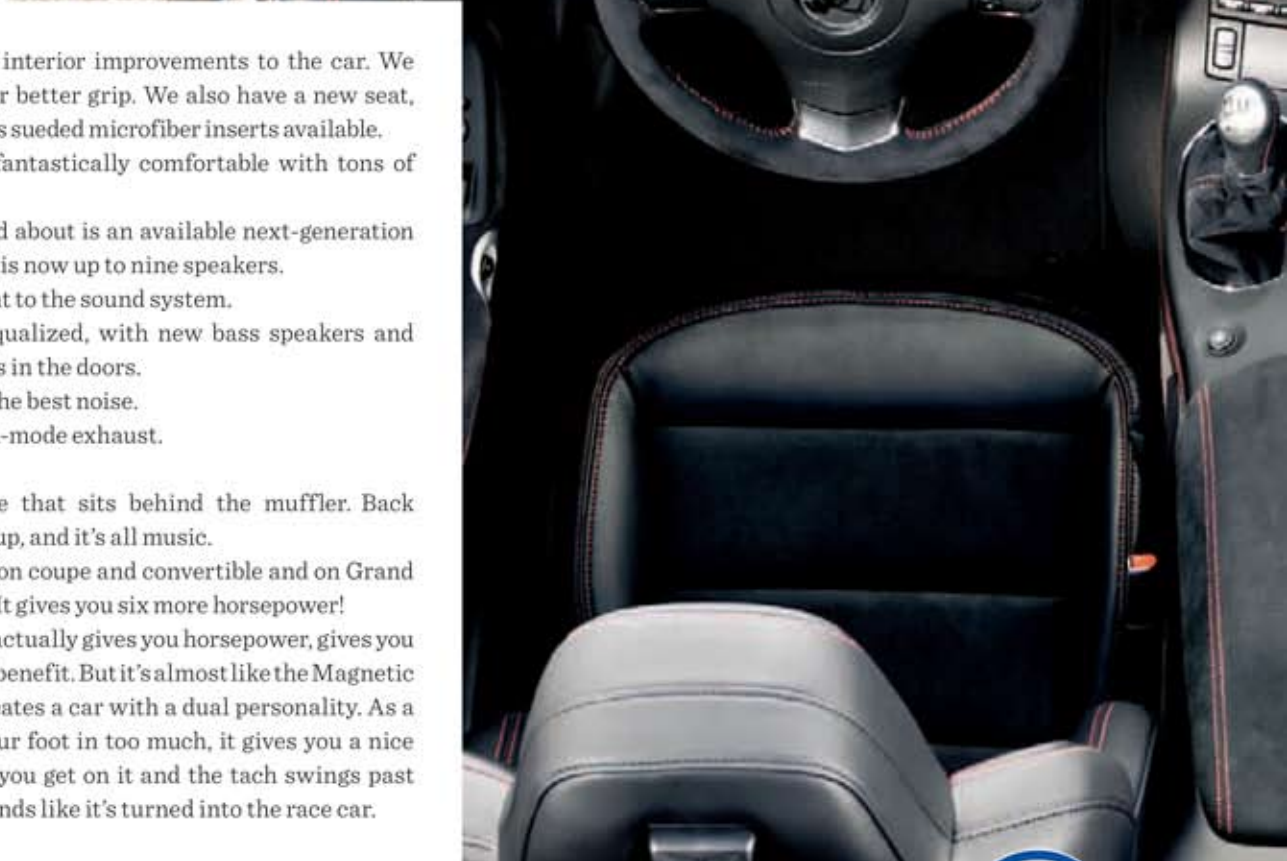 interior improvements to the car. We
r better grip. We also have a new seat,
s sueded microfiber inserts available.
fantastically comfortable with tons of
d about is an available next-generation
is now up to nine speakers.
nt to the sound system.
qualized, with new bass speakers and
s in the doors.
he best noise.
-mode exhaust.
e that sits behind the muffler. Back
up, and it’s all music.
on coupe and convertible and on Grand
It gives you six more horsepower!
actually gives you horsepower, gives you
benefit. But it’s almost like the Magnetic
ates a car with a dual personality. As a
ur foot in too much, it gives you a nice
you get on it and the tach swings past
nds like it’s turned into the race car.